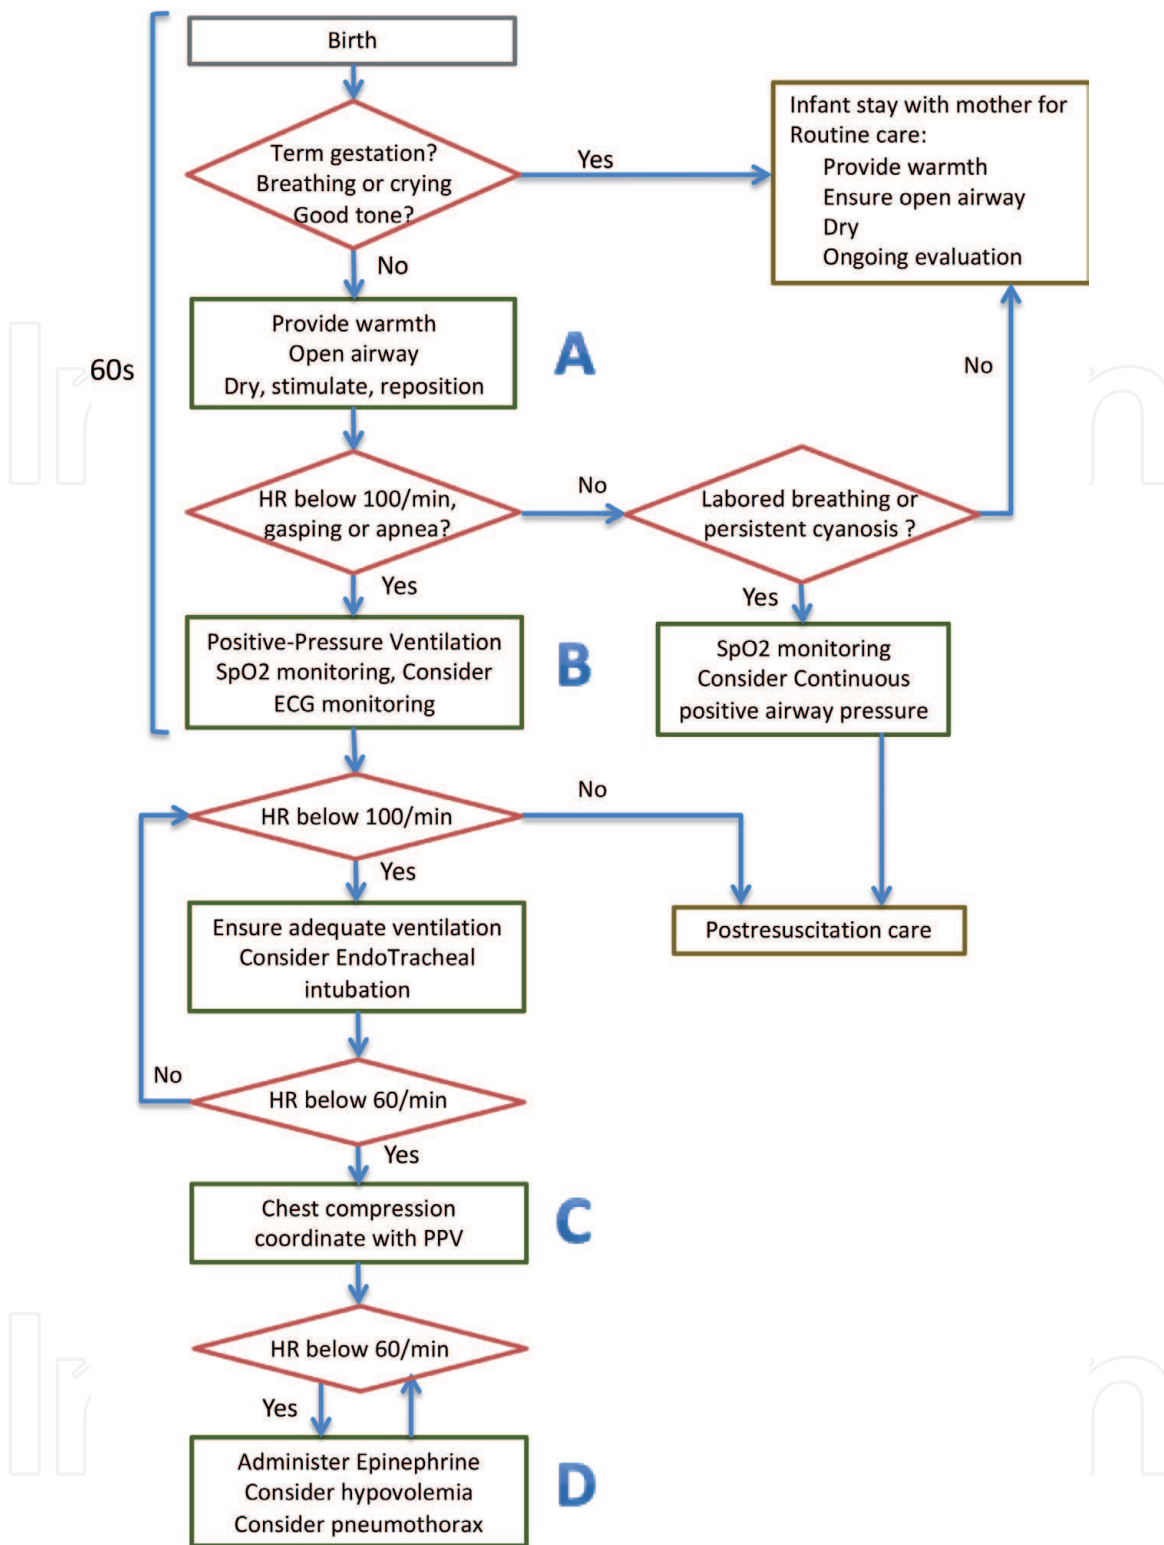 Birth
Term gestation?
Breathing or crying
Good tone?
Yes
Infant stay with mother for
Routine care:
Provide warmth
Ensure open airway
Dry
Ongoing evaluation
No
Provide warmth
Open airway
Dry, stimulate, reposition
A
60s
No
HR below 100/min,
gasping or apnea?
No
Labored breathing or
persistent cyanosis ?
Yes
Yes
Positive-Pressure Ventilation
SpO2 monitoring, Consider
ECG monitoring
B
SpO2 monitoring
Consider Continuous
positive airway pressure
HR below 100/min
No
Yes
Ensure adequate ventilation
Consider EndoTracheal
intubation
Postresuscitation care
No
HR below 60/min
Yes
Chest compression
coordinate with PPV
C
HR below 60/min
Yes
Administer Epinephrine
Consider hypovolemia
Consider pneumothorax
D